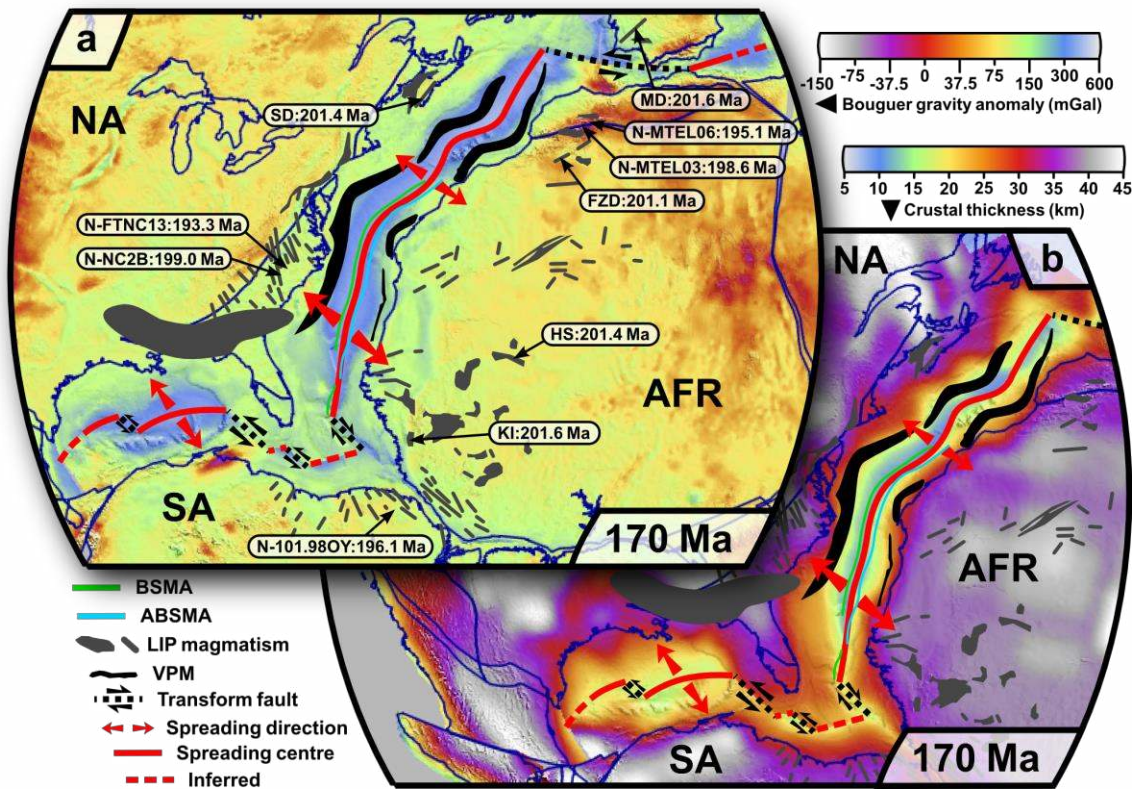 a
NA
SD:201.4 Ma
MD:201.6 Ma
N-MTEL06:195.1 Ma
N-MTEL03:198.6 Ma
FZD:201.1 Ma
N-FTNC13:193.3 Ma
N-NC2B:199.0 Ma
HS:201.4 Ma
AFR
KI:201.6 Ma
SA
N-101.98OY:196.1 Ma
170 Ma
-150 -75 -37.5 0 37.5 75 150 300 600
Bouguer gravity anomaly (mGal)
5 10 15 20 25 30 35 40 45
Crustal thickness (km)
b
NA
AFR
SA
170 Ma
BSMA
ABSMA
LIP magmatism
VPM
Transform fault
Spreading direction
Spreading centre
Inferred